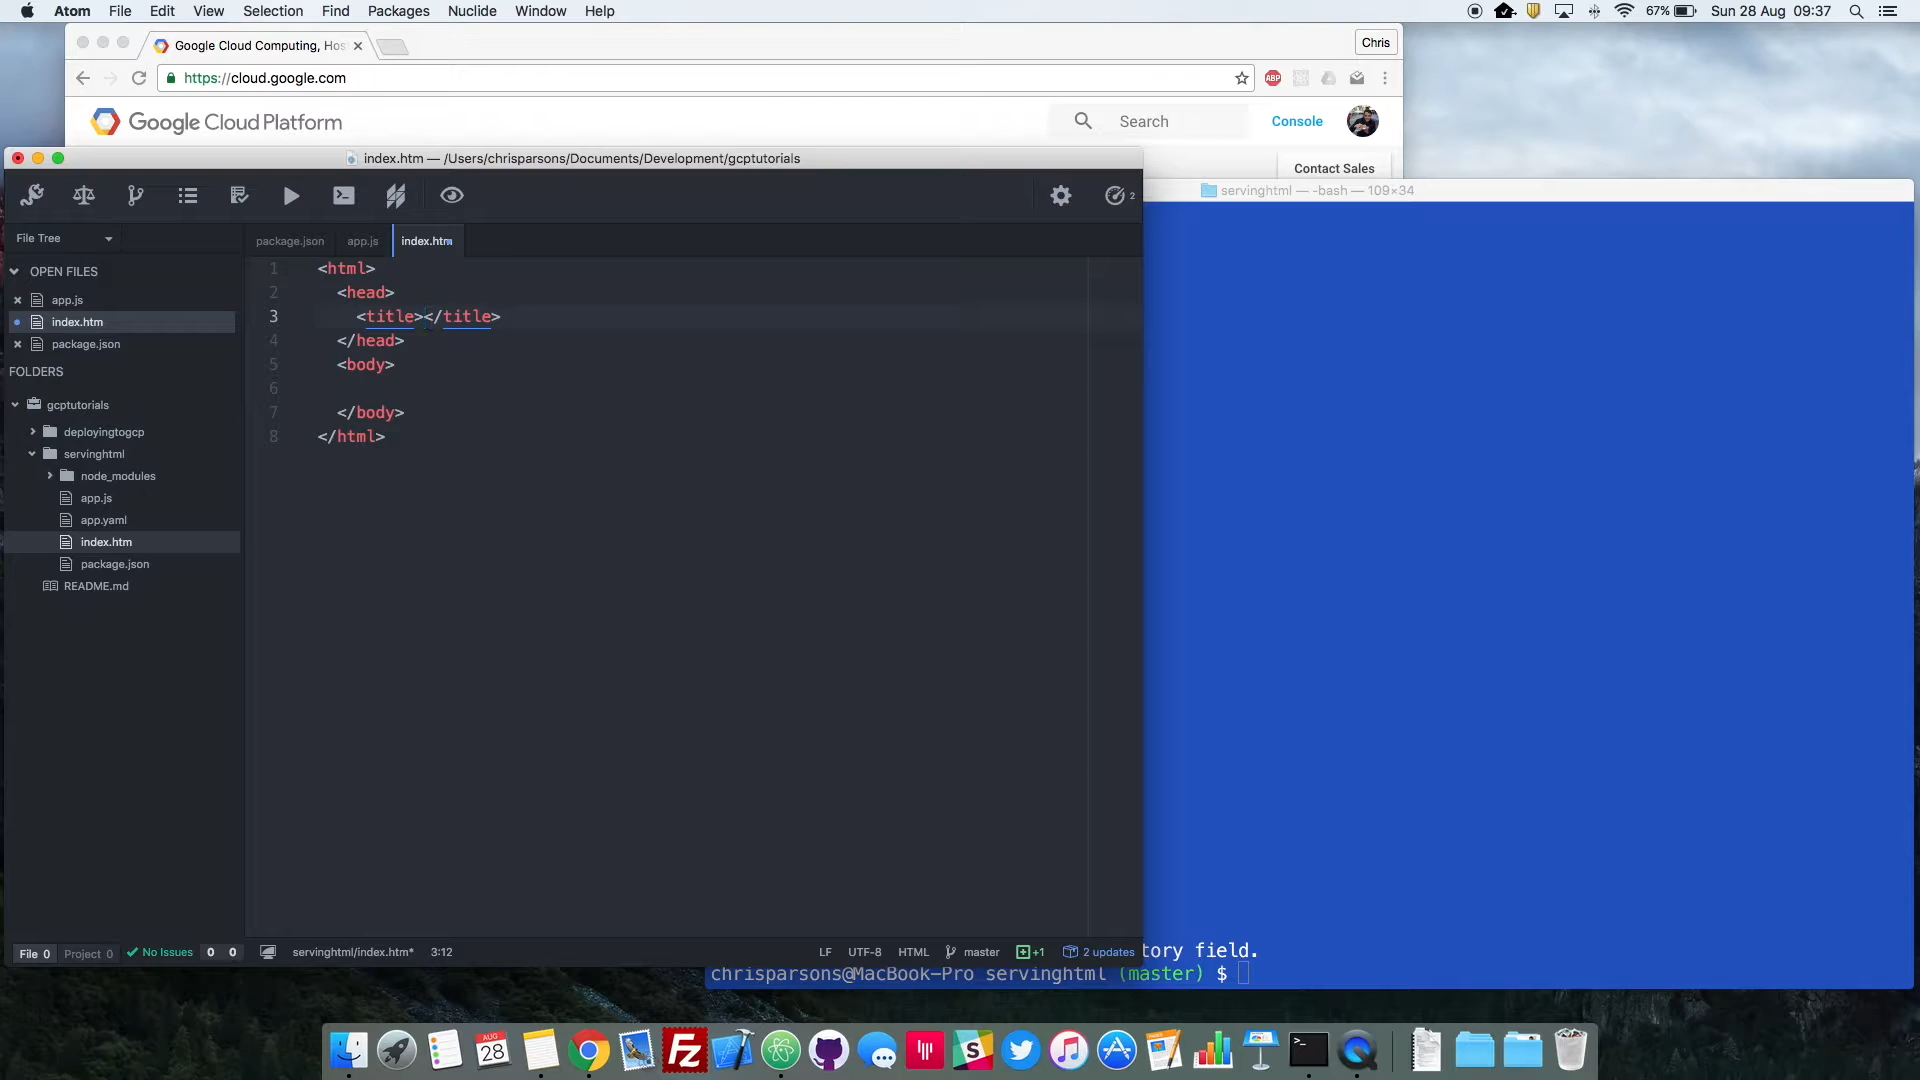 Atom File Edit View Selection Find Packages Nuclide Window Help 67% Sun 28 Aug 09:37
Google Cloud Computing, Hos
Chris
https://cloud.google.com
ABP
Google Cloud Platform
Search
Console
Contact Sales
index.htm — /Users/chrisparsons/Documents/Development/gcptutorials
servinghtml — -bash — 109×34
2
File Tree
package.json app.js index.htm
OPEN FILES
app.js
index.htm
package.json
FOLDERS
gcptutorials
deployingtogcp
servinghtml
node_modules
app.js
app.yaml
index.htm
package.json
README.md
1 <html>
2 <head>
3 <title></title>
4 </head>
5 <body>
6
7 </body>
8 </html>
File 0 Project 0 No Issues 0 0 servinghtml/index.htm* 3:12 LF UTF-8 HTML master +1 2 updates
tory field.
chrisparsons@MacBook-Pro servinghtml (master) $
AUG
28
FZ
S
>_